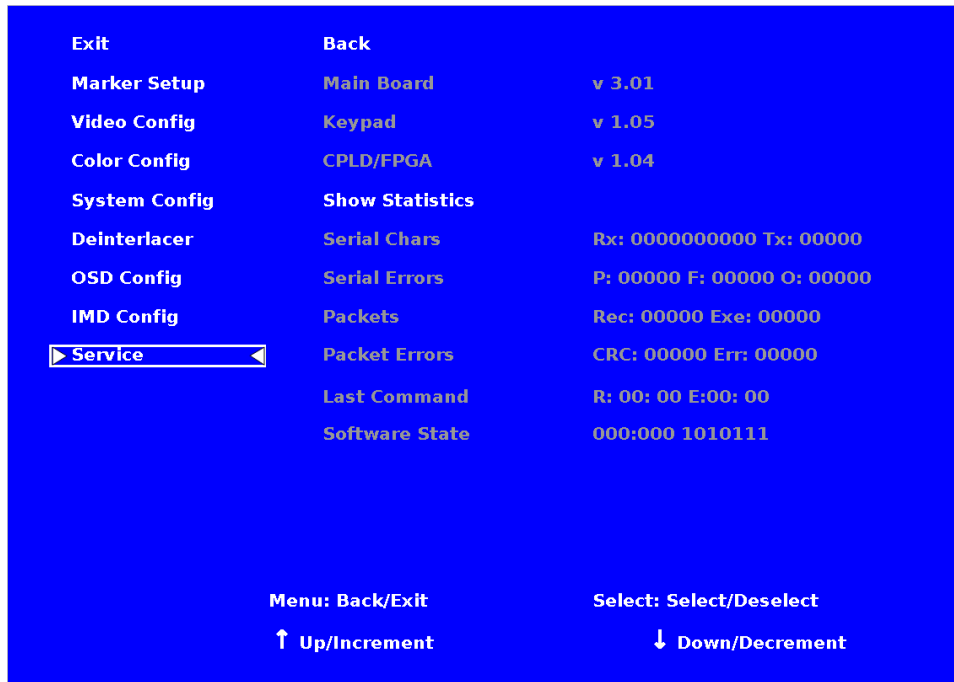 Exit Back
Marker Setup Main Board v 3.01
Video Config Keypad v 1.05
Color Config CPLD/FPGA v 1.04
System Config Show Statistics
Deinterlacer Serial Chars Rx: 0000000000 Tx: 00000
OSD Config Serial Errors P: 00000 F: 00000 O: 00000
IMD Config Packets Rec: 00000 Exe: 00000
Service Packet Errors CRC: 00000 Err: 00000
Last Command R: 00: 00 E:00: 00
Software State 000:000 1010111
Menu: Back/Exit Select: Select/Deselect
↑ Up/Increment ↓ Down/Decrement